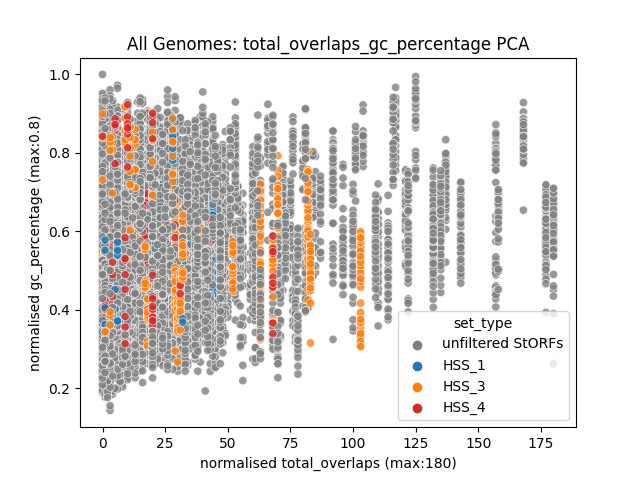 All Genomes: total_overlaps_gc_percentage PCA
normalised gc_percentage (max:0.8)
1.0
0.8
0.6
0.4
0.2
set_type
unfiltered StORFs
HSS_1
HSS_3
HSS_4
0 25 50 75 100 125 150 175
normalised total_overlaps (max:180)